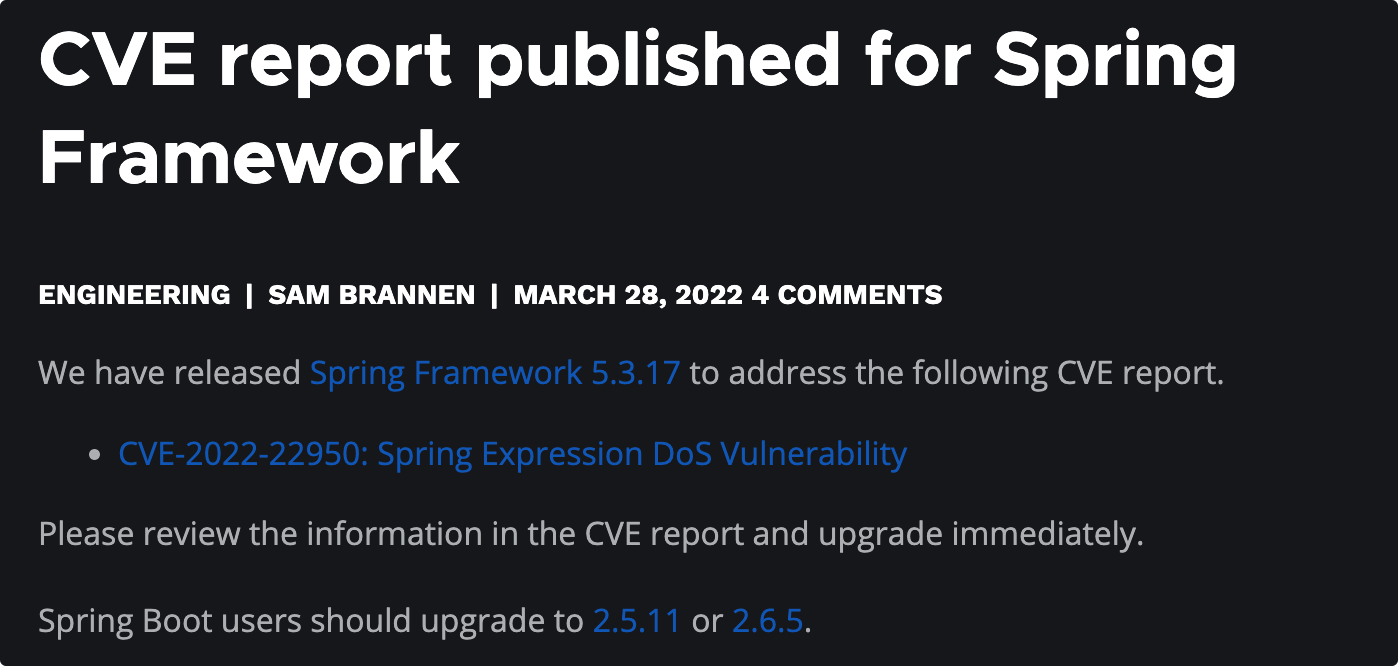 CVE report published for Spring
Framework
ENGINEERING | SAM BRANNEN | MARCH 28, 2022 4 COMMENTS
We have released Spring Framework 5.3.17 to address the following CVE report.
• CVE-2022-22950: Spring Expression DoS Vulnerability
Please review the information in the CVE report and upgrade immediately.
Spring Boot users should upgrade to 2.5.11 or 2.6.5.